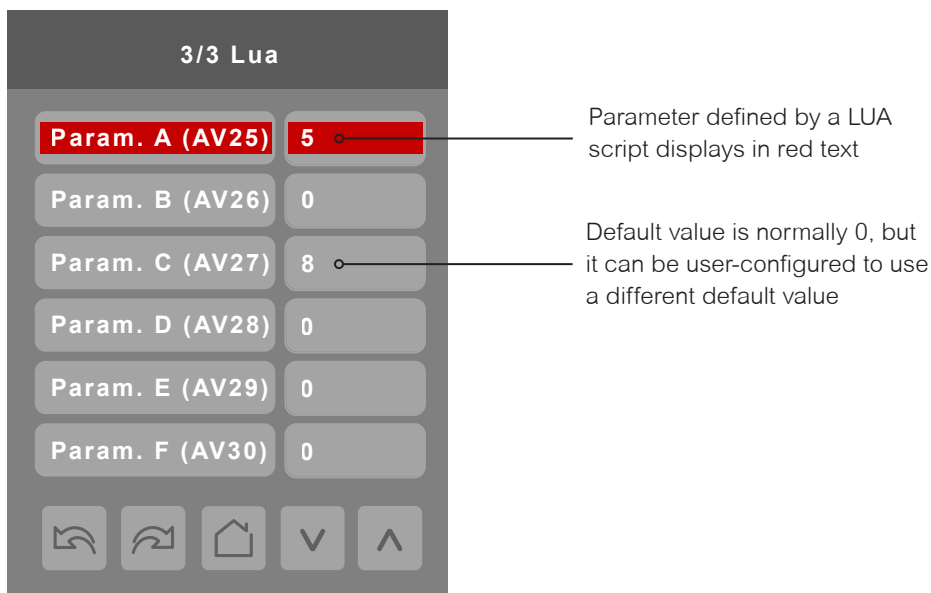 3/3 Lua
Param. A (AV25) 5
Parameter defined by a LUA
script displays in red text
Param. B (AV26) 0
Param. C (AV27) 8
Default value is normally 0, but
it can be user-configured to use
a different default value
Param. D (AV28) 0
Param. E (AV29) 0
Param. F (AV30) 0